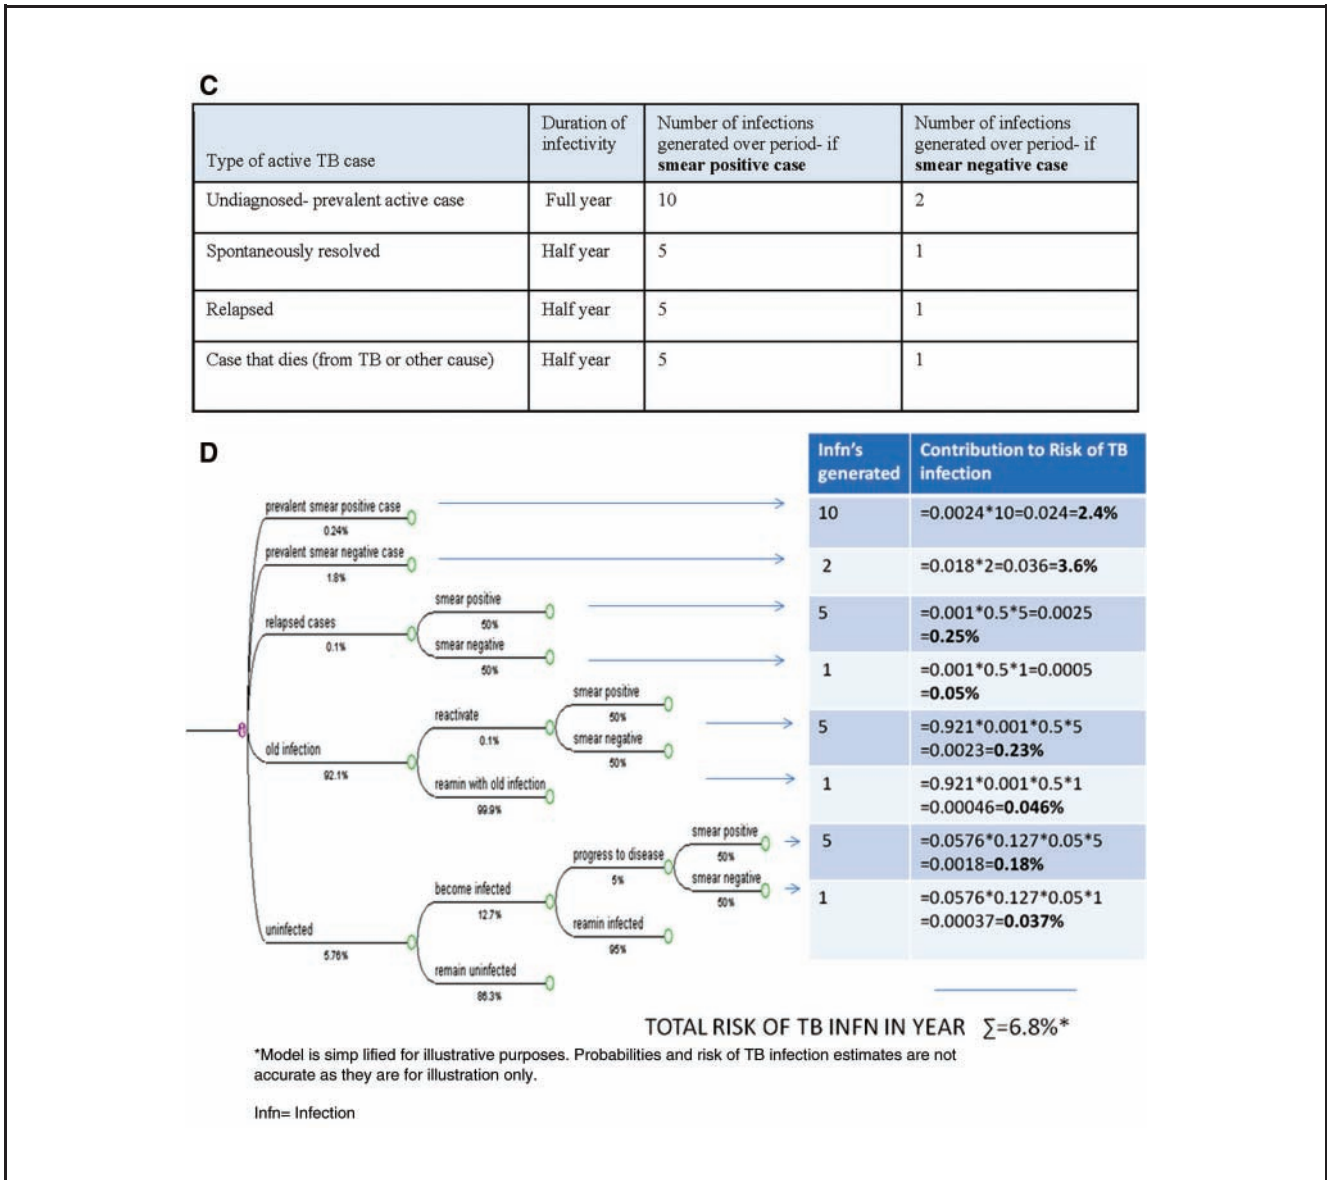 C
Type of active TB case
Duration of
infectivity
Number of infections
generated over period- if
smear positive case
Number of infections
generated over period- if
smear negative case
Undiagnosed- prevalent active case
Full year
10
2
Spontaneously resolved
Half year
5
1
Relapsed
Half year
5
1
Case that dies (from TB or other cause)
Half year
5
1
D
Infn's
generated
Contribution to Risk of TB
infection
prevalent smear positive case
0.24%
10
=0.0024*10=0.024=2.4%
prevalent smear negative case
1.8%
2
=0.018*2=0.036=3.6%
relapsed cases
0.1%
smear positive
50%
5
=0.001*0.5*5=0.0025
=0.25%
smear negative
50%
1
=0.001*0.5*1=0.0005
=0.05%
old infection
92.1%
reactivate
0.1%
smear positive
50%
5
=0.921*0.001*0.5*5
=0.0023=0.23%
smear negative
50%
1
=0.921*0.001*0.5*1
=0.00046=0.046%
reamin with old infection
99.9%
uninfected
5.76%
become infected
12.7%
progress to disease
5%
smear positive
50%
5
=0.0576*0.127*0.05*5
=0.0018=0.18%
smear negative
50%
1
=0.0576*0.127*0.05*1
=0.00037=0.037%
reamin infected
95%
remain uninfected
86.3%
TOTAL RISK OF TB INFN IN YEAR ∑=6.8%*
*Model is simp lified for illustrative purposes. Probabilities and risk of TB infection estimates are not
accurate as they are for illustration only.
Infn= Infection